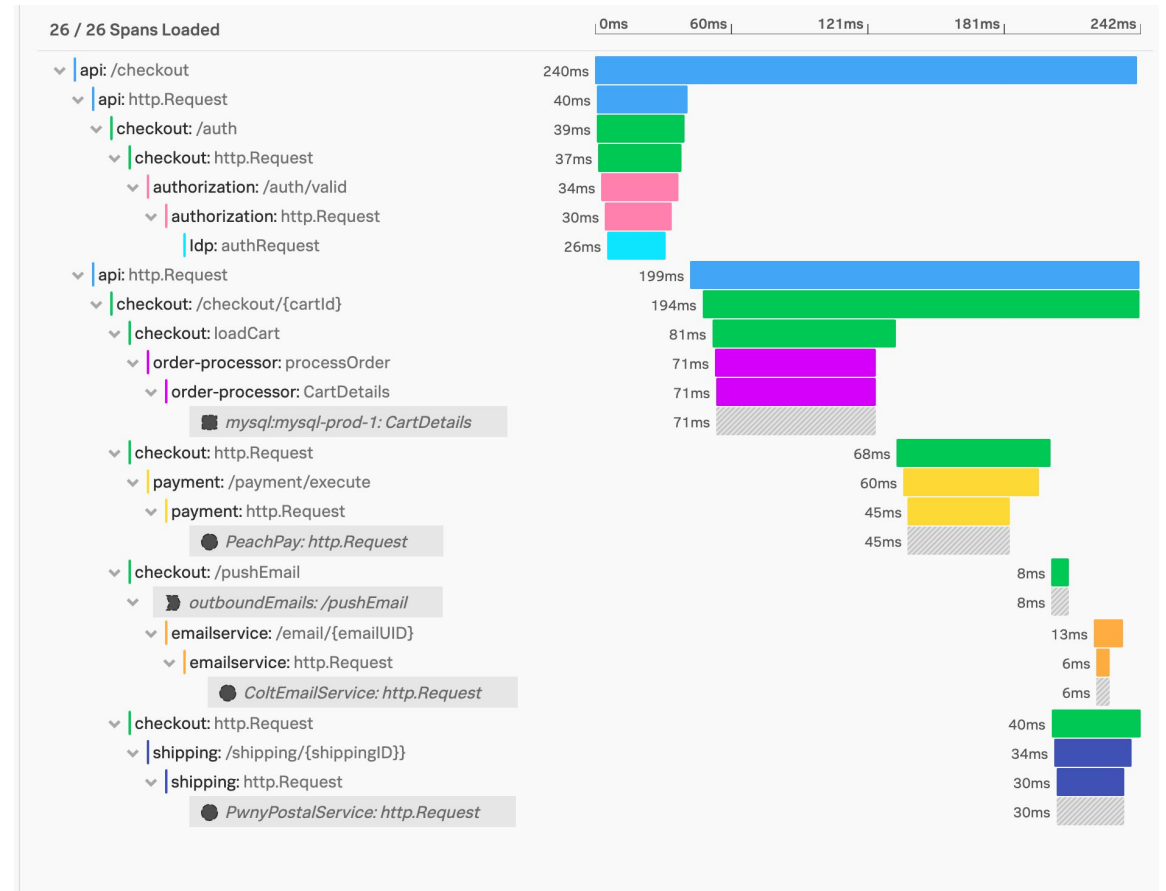 26 / 26 Spans Loaded 0ms 60ms 121ms 181ms 242ms
api: /checkout 240ms
api: http.Request 40ms
checkout: /auth 39ms
checkout: http.Request 37ms
authorization: /auth/valid 34ms
authorization: http.Request 30ms
ldp: authRequest 26ms
api: http.Request 199ms
checkout: /checkout/{cartId} 194ms
checkout: loadCart 81ms
order-processor: processOrder 71ms
order-processor: CartDetails 71ms
mysql:mysql-prod-1: CartDetails 71ms
checkout: http.Request 68ms
payment: /payment/execute 60ms
payment: http.Request 45ms
PeachPay: http.Request 45ms
checkout: /pushEmail 8ms
outboundEmails: /pushEmail 8ms
emailservice: /email/{emailUID} 13ms
emailservice: http.Request 6ms
ColtEmailService: http.Request 6ms
checkout: http.Request 40ms
shipping: /shipping/{shippingID}} 34ms
shipping: http.Request 30ms
PwnyPostalService: http.Request 30ms